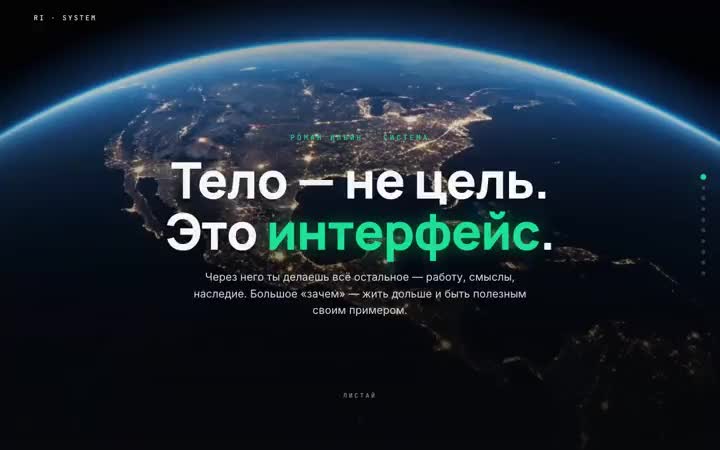 RI · SYSTEM
РОМАН ИЛЬИН · СИСТЕМА
Тело — не цель.
Это интерфейс.
Через него ты делаешь всё остальное — работу, смыслы,
наследие. Большое «зачем» — жить дольше и быть полезным
своим примером.
ЛИСТАЙ